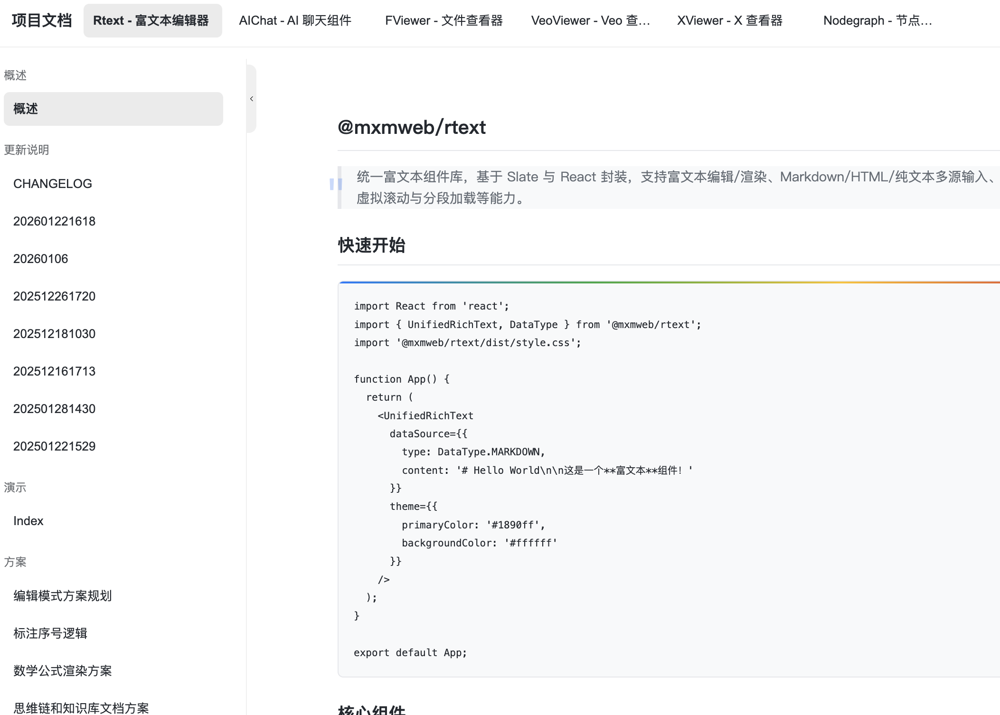 项目文档
Rtext - 富文本编辑器
AIChat - AI 聊天组件
FViewer - 文件查看器
VeoViewer - Veo 查…
XViewer - X 查看器
Nodegraph - 节点…
概述
概述
更新说明
CHANGELOG
202601221618
20260106
202512261720
202512181030
202512161713
202501281430
202501221529
演示
Index
方案
编辑模式方案规划
标注序号逻辑
数学公式渲染方案
思维链和知识库文档方案
@mxmweb/rtext
统一富文本组件库，基于 Slate 与 React 封装，支持富文本编辑/渲染、Markdown/HTML/纯文本多源输入、
虚拟滚动与分段加载等能力。
快速开始
import React from 'react';
import { UnifiedRichText, DataType } from '@mxmweb/rtext';
import '@mxmweb/rtext/dist/style.css';

function App() {
  return (
    <UnifiedRichText
      dataSource={{
        type: DataType.MARKDOWN,
        content: '# Hello World\n\n这是一个**富文本**组件！'
      }}
      theme={{
        primaryColor: '#1890ff',
        backgroundColor: '#ffffff'
      }}
    />
  );
}

export default App;
核心组件